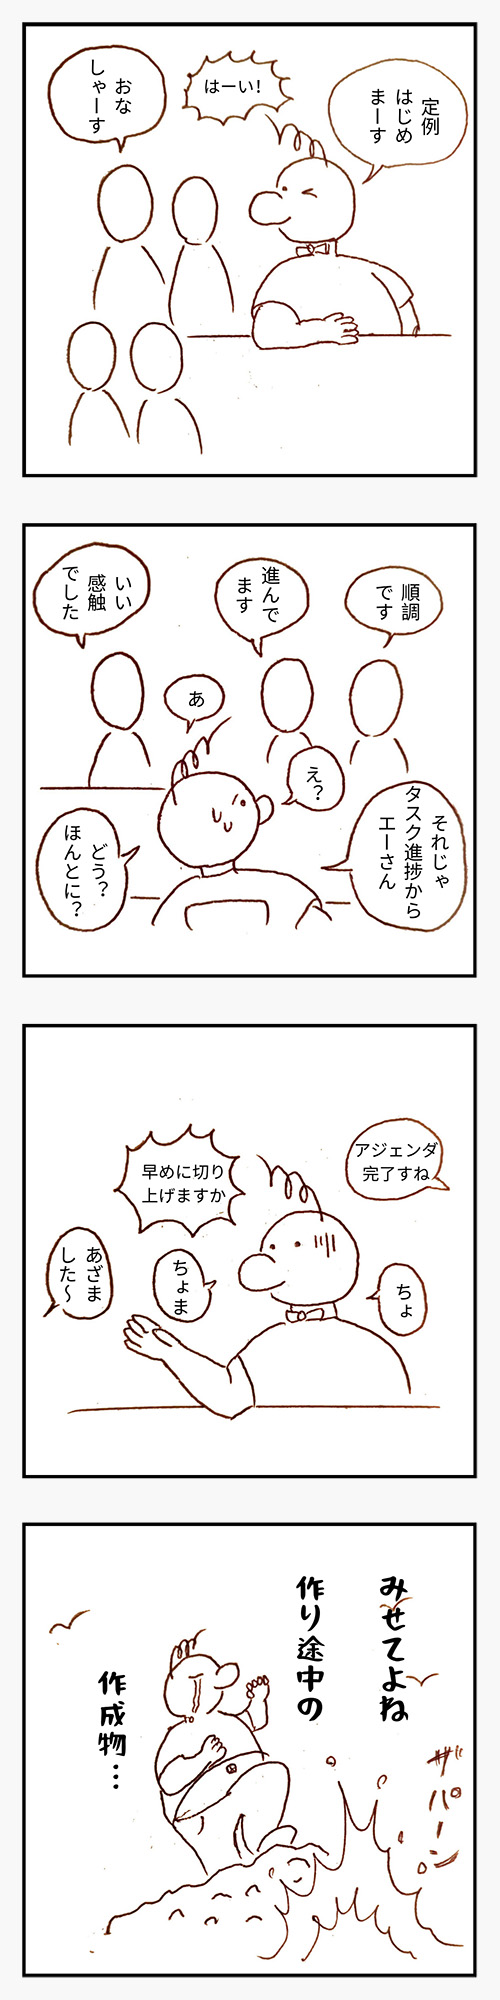 定例
はじめ
まーす
はーい!
おな
しゃーす
順調
です
進んで
ます
いい
感触
でした
それじゃ
タスク進捗から
エーさん
え?
あ
どう?
ほんとに?
アジェンダ
完了すね
早めに切り
上げますか
ちょ
ちょま
あざま
した〜
みせてよね
作り途中の
作成物…
ザパーン